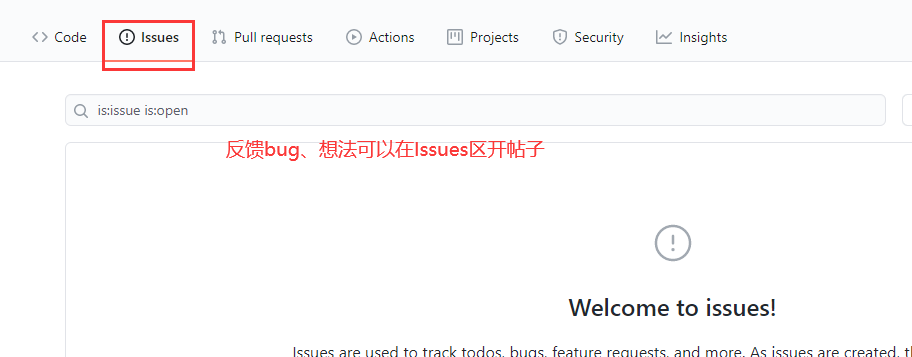 Code Issues Pull requests Actions Projects Security Insights
is:issue is:open
反馈bug、想法可以在Issues区开帖子
Welcome to issues!
Issues are used to track todos, bugs, feature requests, and more. As issues are created,